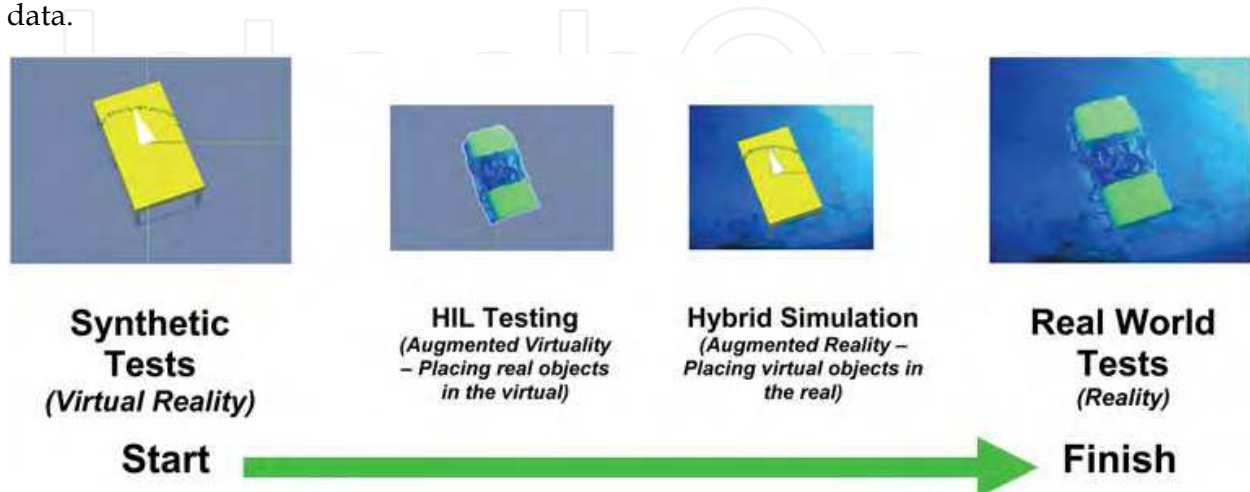 data.
Synthetic
Tests
(Virtual Reality)
HIL Testing
(Augmented Virtuality
– Placing real objects
in the virtual)
Hybrid Simulation
(Augmented Reality –
Placing virtual objects in
the real)
Real World
Tests
(Reality)
Start
Finish